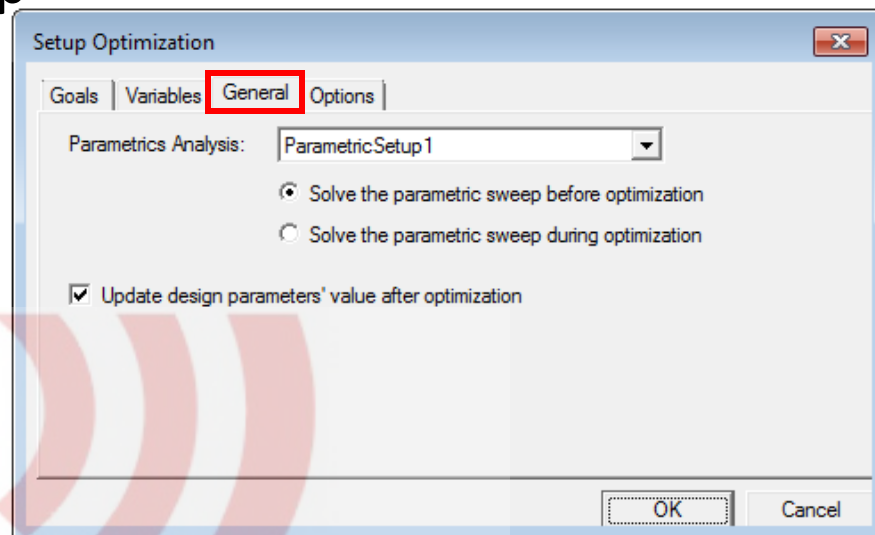 Setup Optimization
Goals Variables General Options
Parametrics Analysis: ParametricSetup1
Solve the parametric sweep before optimization
Solve the parametric sweep during optimization
Update design parameters' value after optimization
OK Cancel